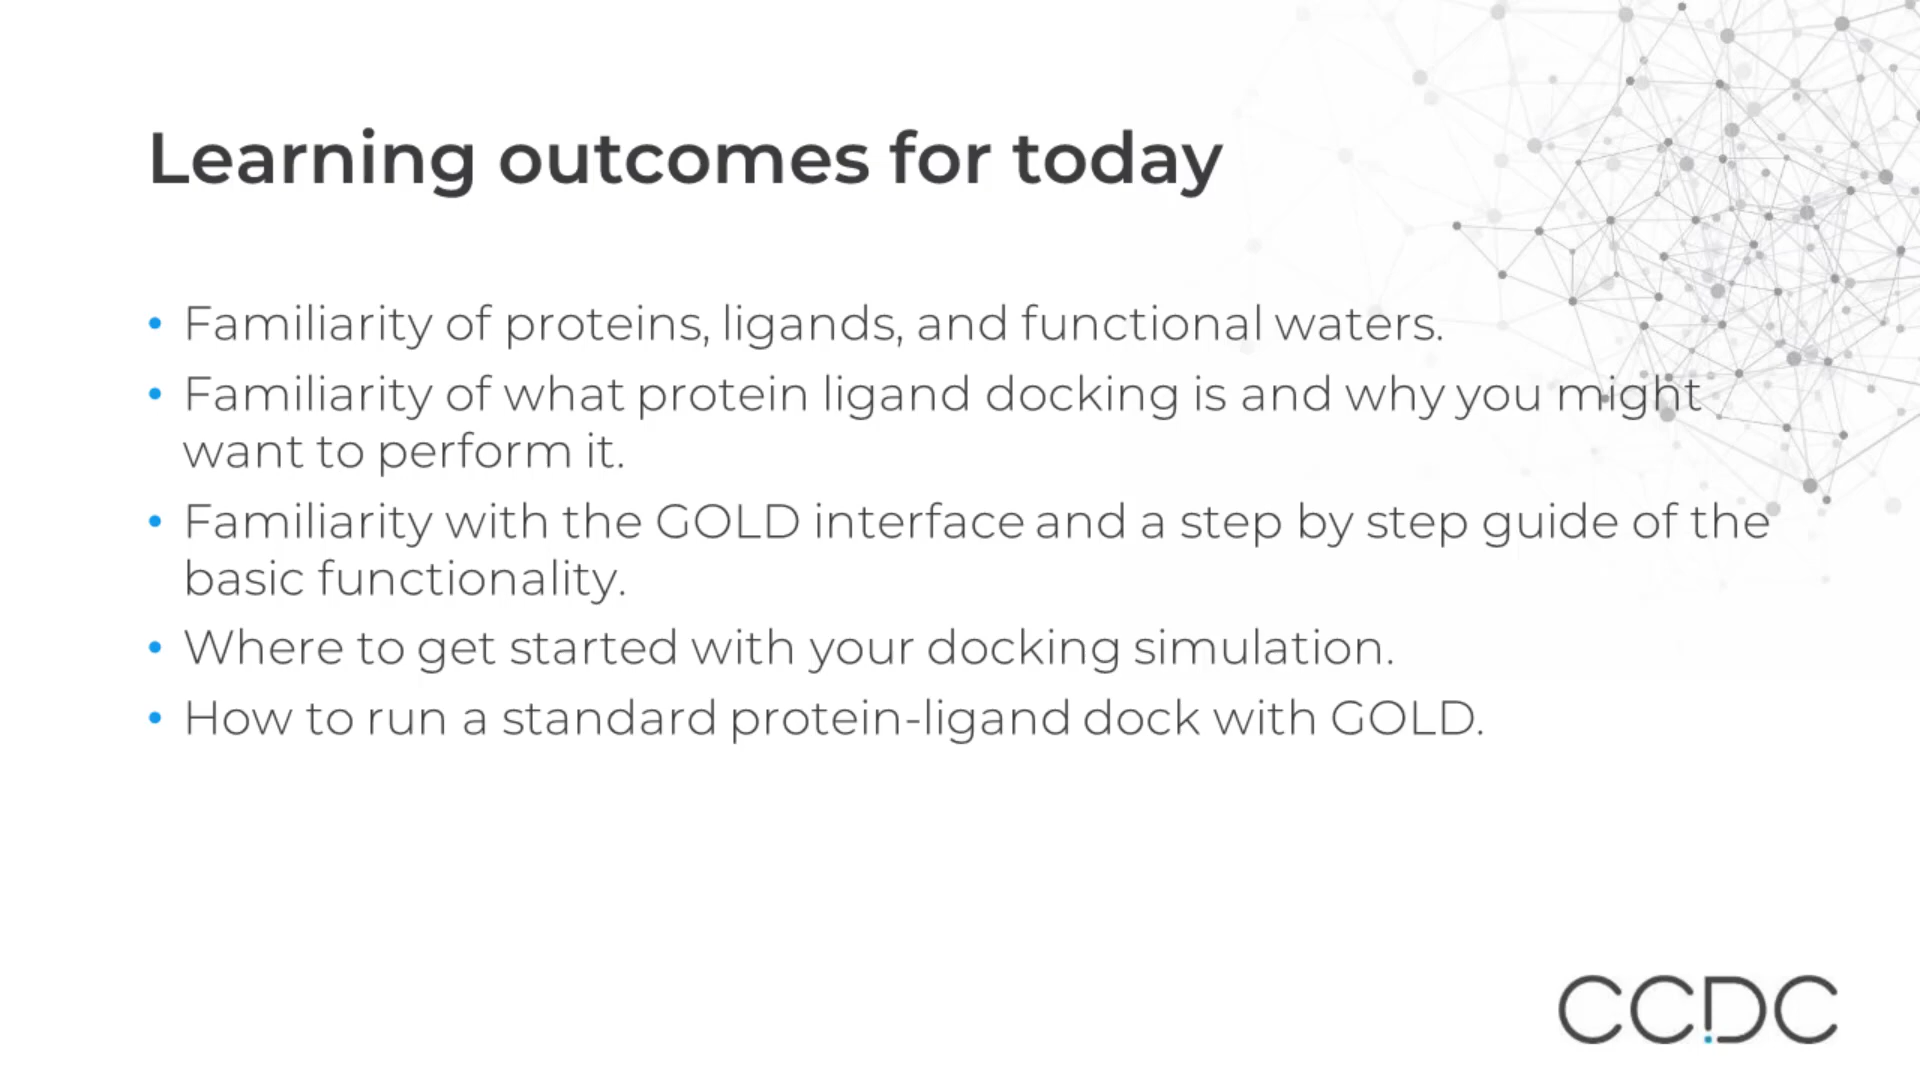 Learning outcomes for today
• Familiarity of proteins, ligands, and functional waters.
• Familiarity of what protein ligand docking is and why you might
want to perform it.
• Familiarity with the GOLD interface and a step by step guide of the
basic functionality.
• Where to get started with your docking simulation.
• How to run a standard protein-ligand dock with GOLD.
CCDC